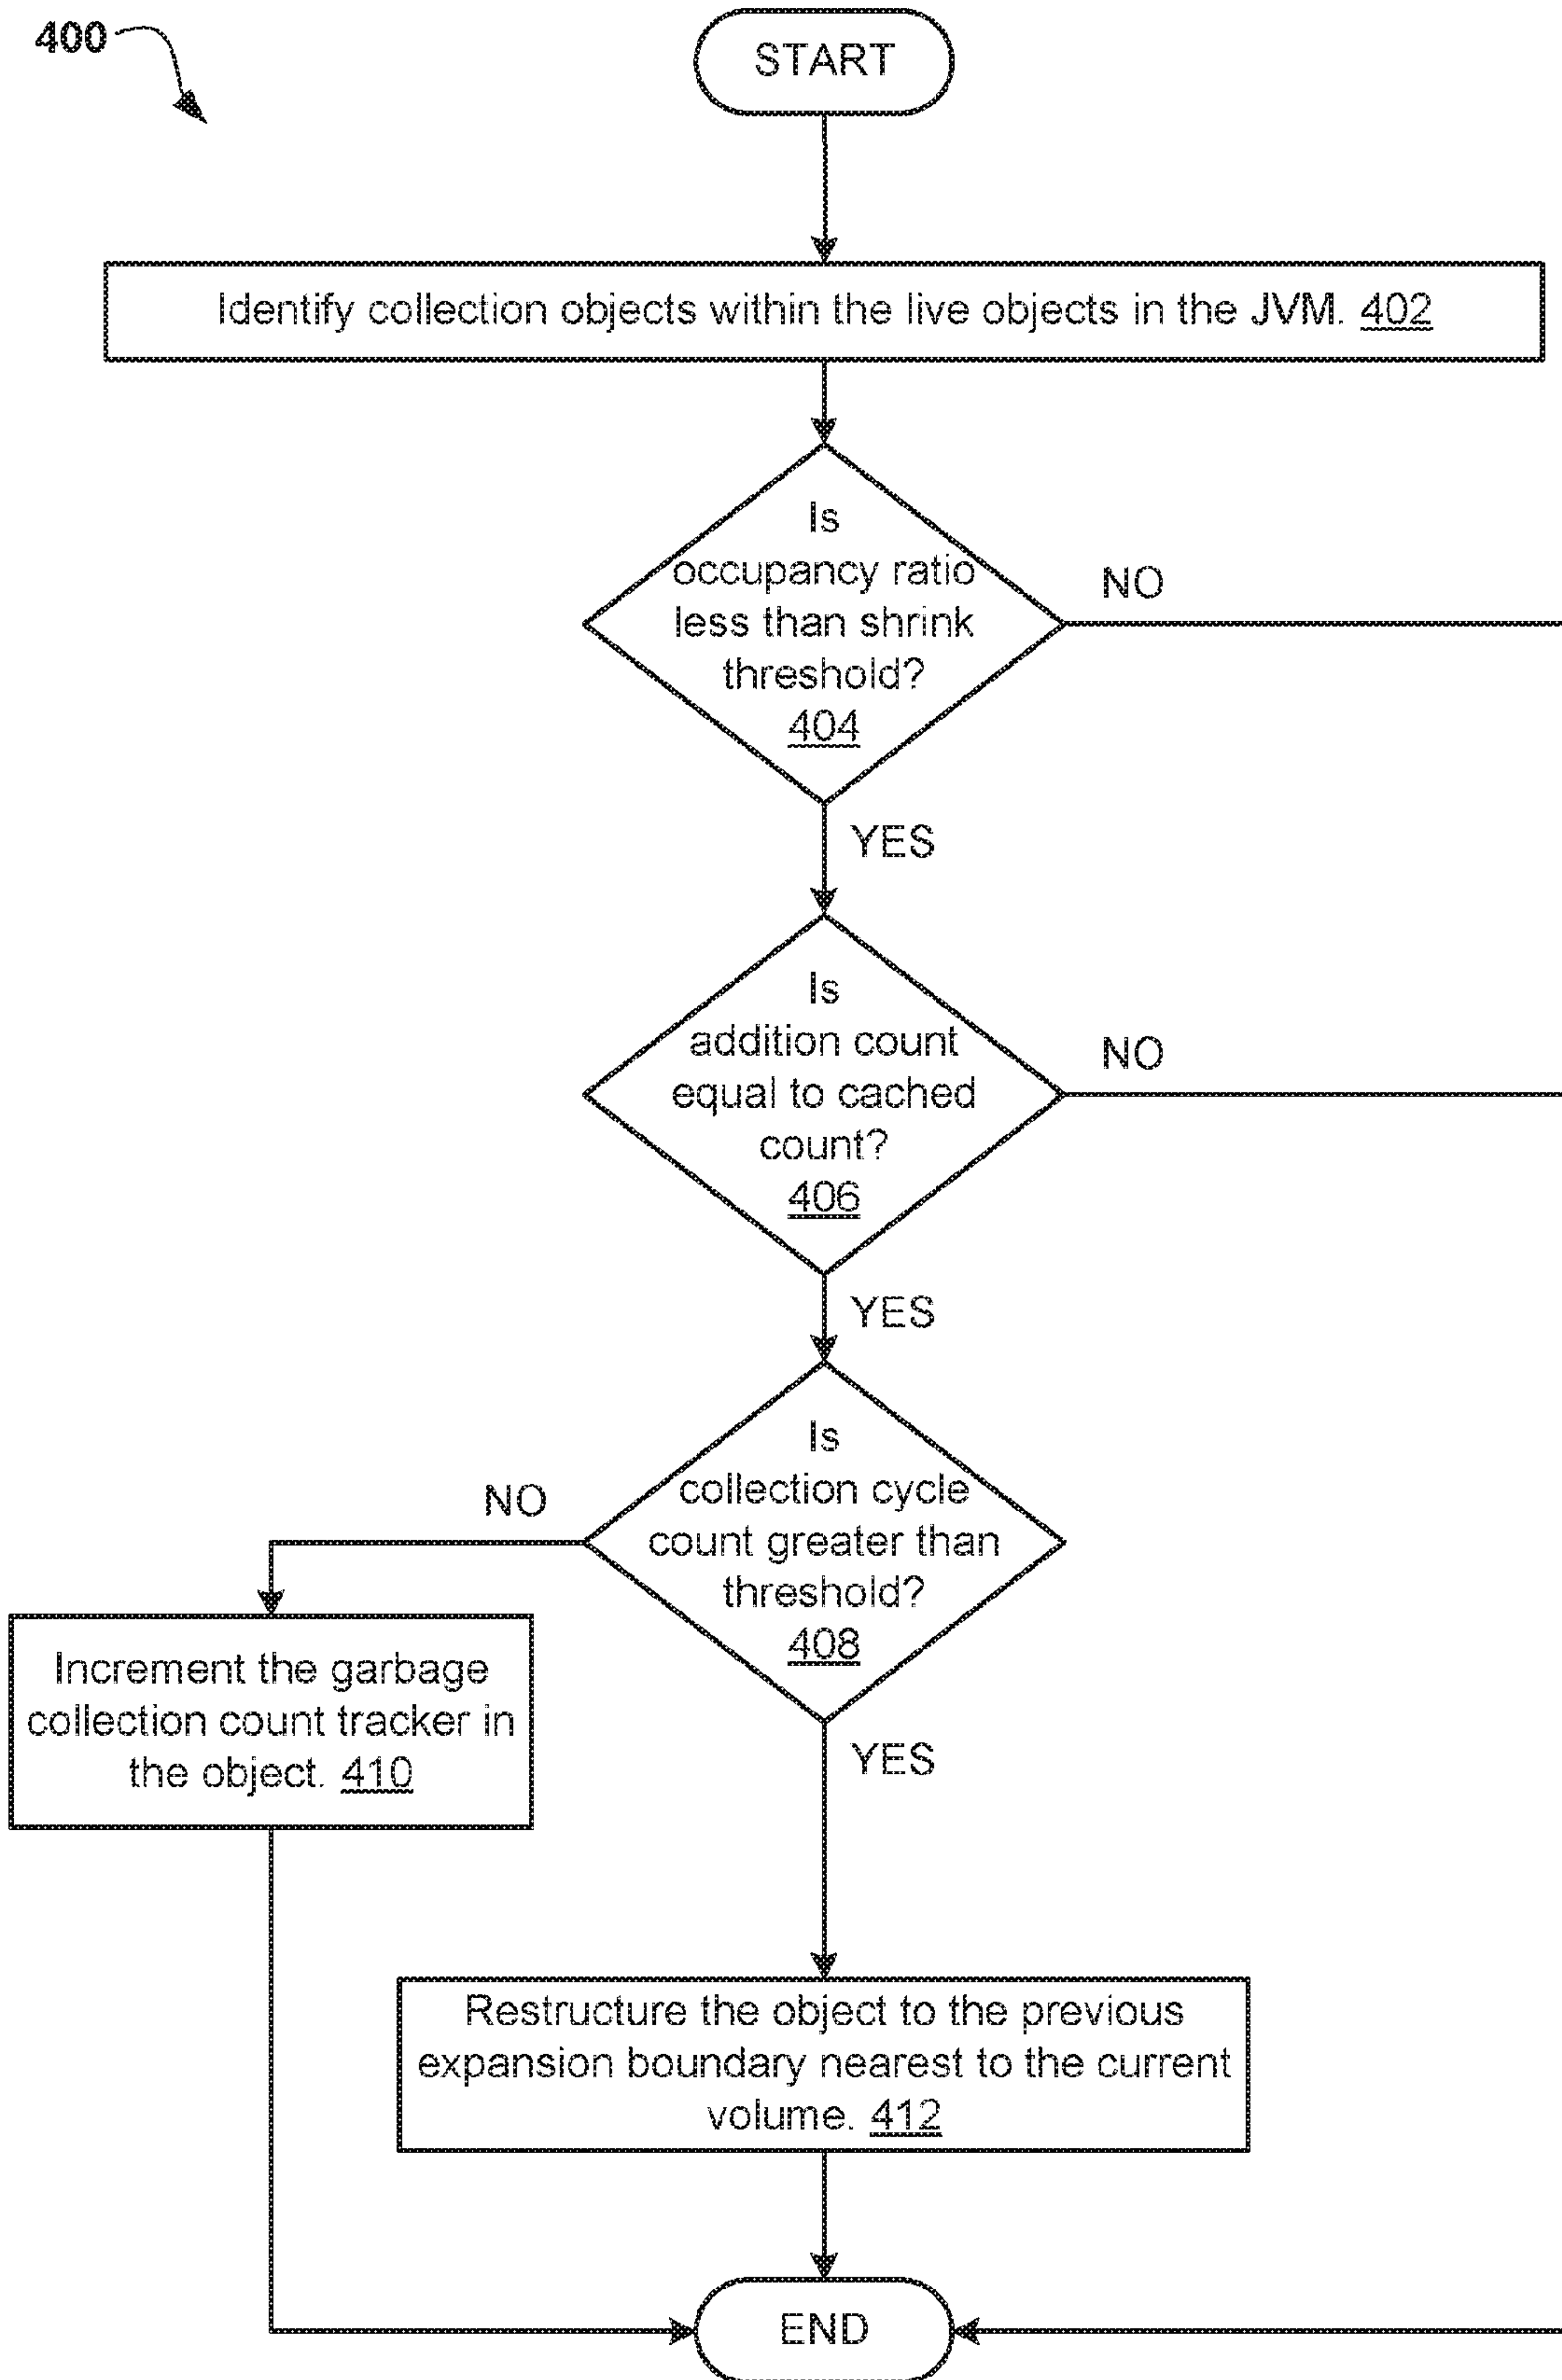 400
START
Identify collection objects within the live objects in the JVM. 402
Is
occupancy ratio
less than shrink
threshold?
404
NO
YES
Is
addition count
equal to cached
count?
406
NO
YES
Is
collection cycle
count greater than
threshold?
408
NO
YES
Increment the garbage
collection count tracker in
the object. 410
Restructure the object to the previous
expansion boundary nearest to the current
volume. 412
END